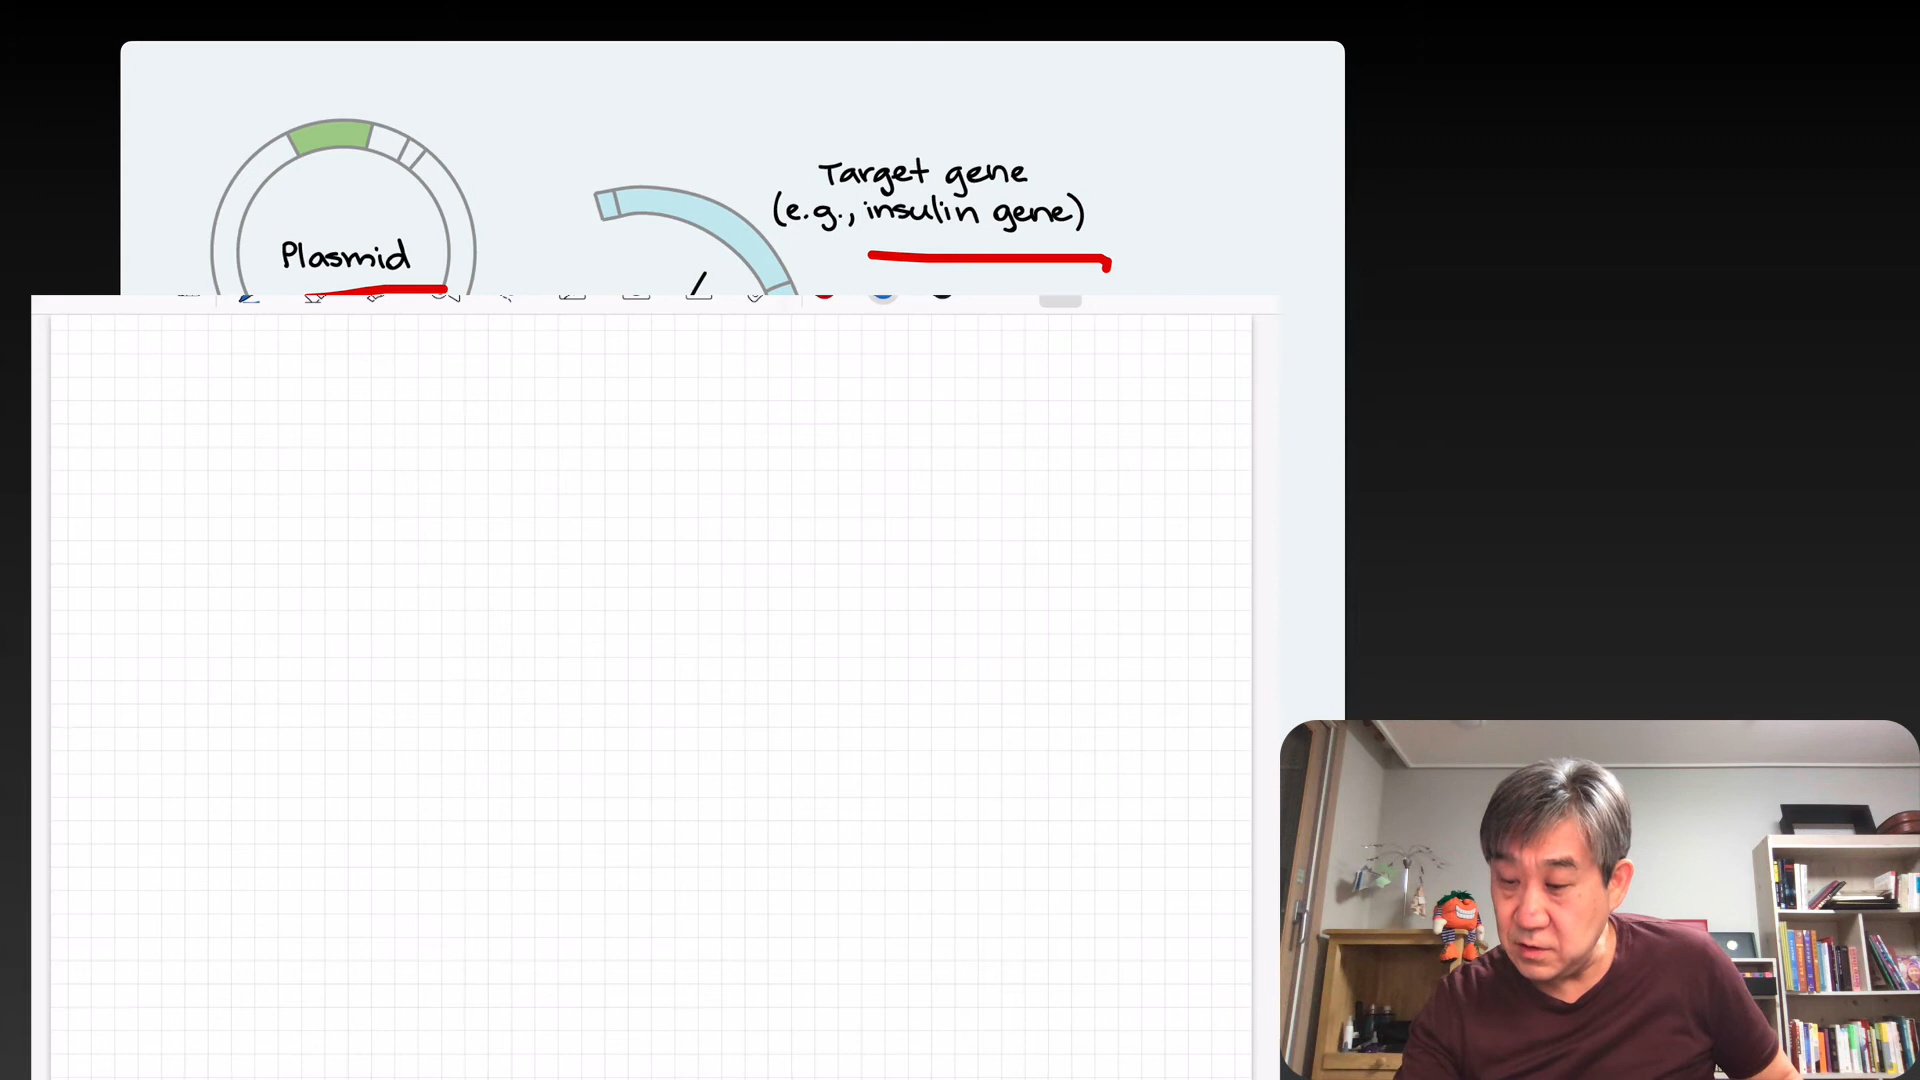 Target gene
(e.g., insulin gene)
Plasmid